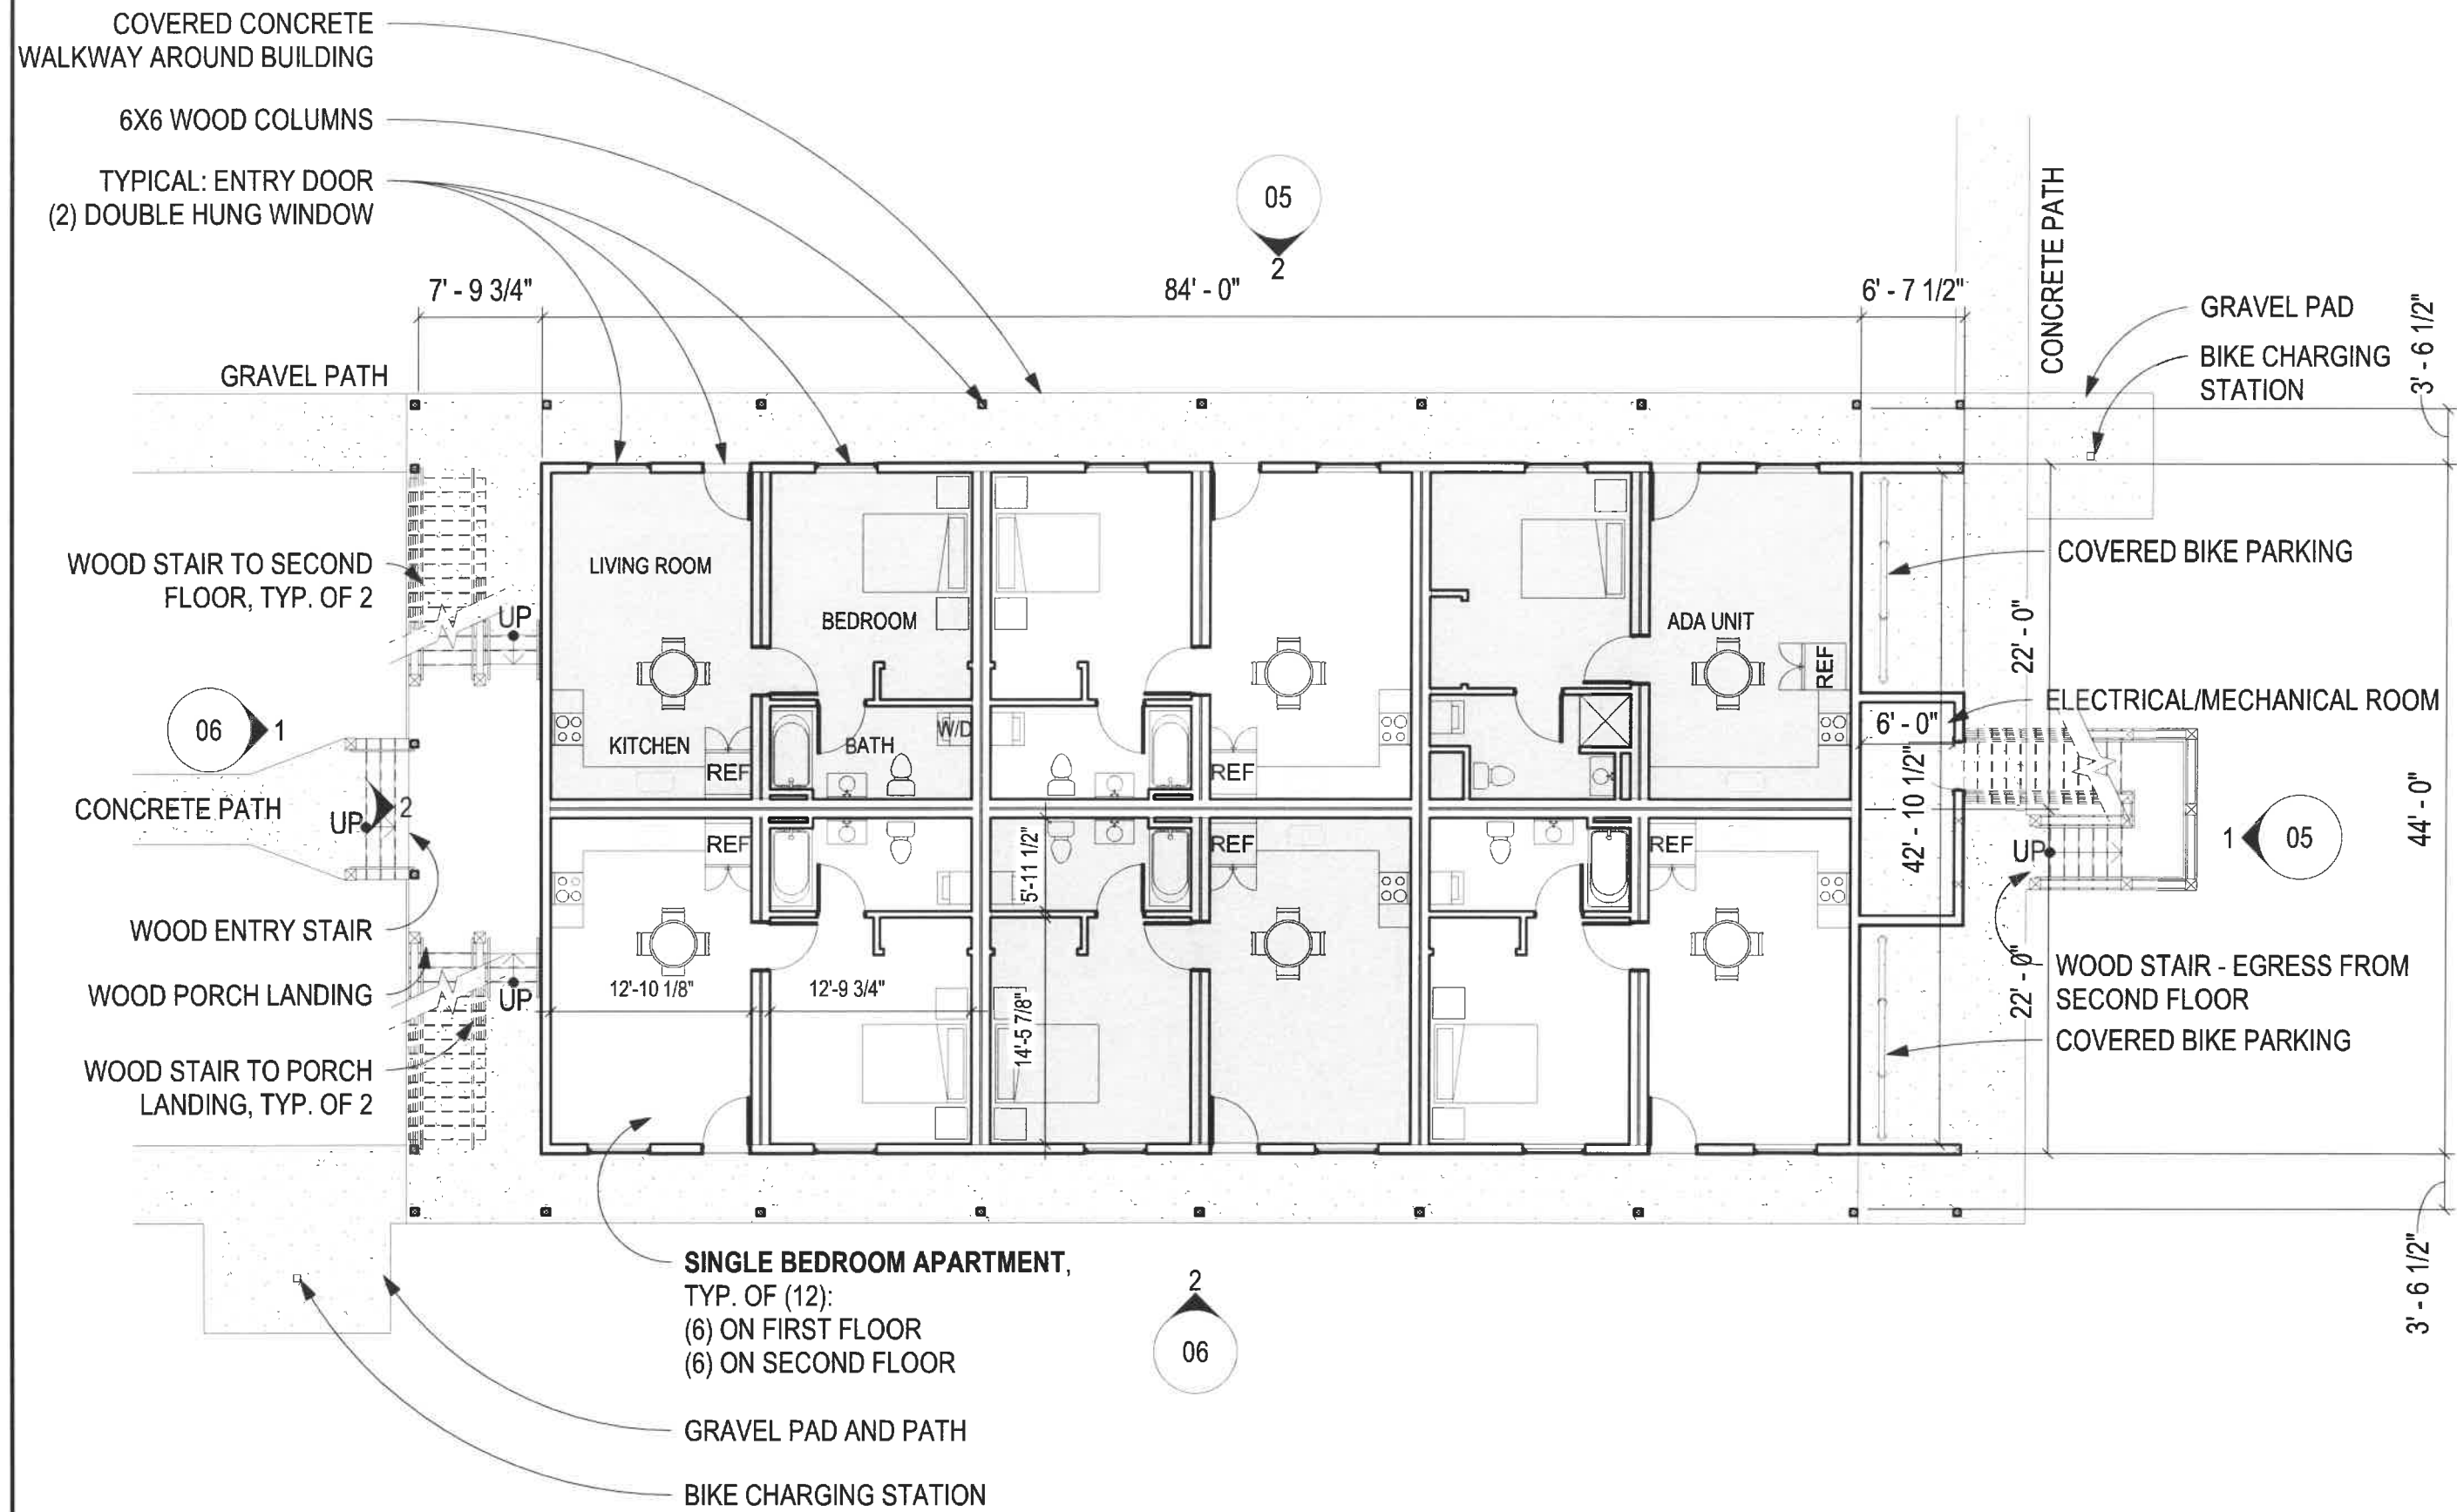 COVERED CONCRETE
WALKWAY AROUND BUILDING
6X6 WOOD COLUMNS
TYPICAL: ENTRY DOOR
(2) DOUBLE HUNG WINDOW
05
2
7' - 9 3/4"
84' - 0"
6' - 7 1/2"
CONCRETE PATH
GRAVEL PAD
BIKE CHARGING
STATION
3' - 6 1/2"
GRAVEL PATH
WOOD STAIR TO SECOND
FLOOR, TYP. OF 2
UP
LIVING ROOM
BEDROOM
ADA UNIT
REF
COVERED BIKE PARKING
22' - 0"
ELECTRICAL/MECHANICAL ROOM
06
1
KITCHEN
REF
BATH
W/D
REF
6' - 0"
42' - 10 1/2"
44' - 0"
CONCRETE PATH
UP
2
REF
5'-11 1/2"
REF
REF
UP
1
05
WOOD ENTRY STAIR
WOOD PORCH LANDING
UP
12'-10 1/8"
12'-9 3/4"
14'-5 7/8"
22' - 0"
WOOD STAIR - EGRESS FROM
SECOND FLOOR
COVERED BIKE PARKING
WOOD STAIR TO PORCH
LANDING, TYP. OF 2
SINGLE BEDROOM APARTMENT,
TYP. OF (12):
(6) ON FIRST FLOOR
(6) ON SECOND FLOOR
2
06
3' - 6 1/2"
GRAVEL PAD AND PATH
BIKE CHARGING STATION